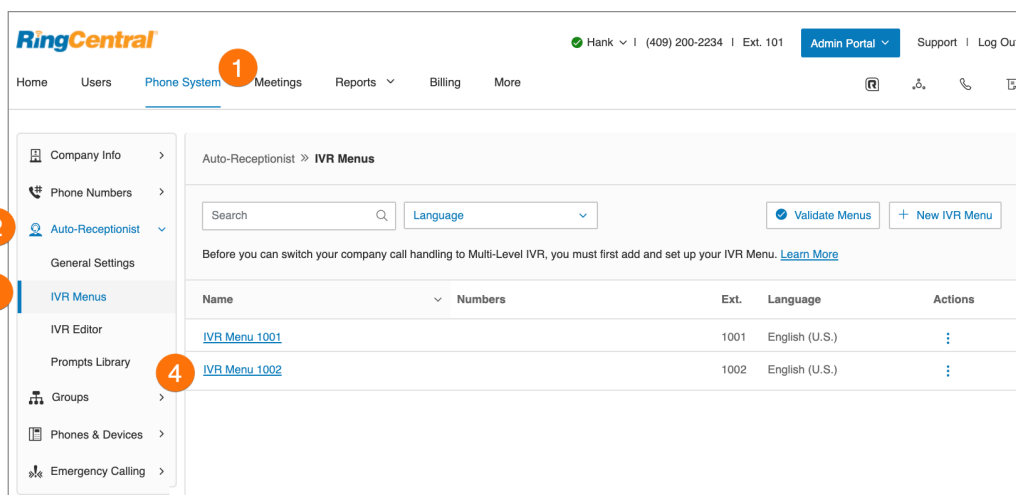 RingCentral
Hank | (409) 200-2234 | Ext. 101 Admin Portal Support | Log Out
1
Home Users Phone System Meetings Reports Billing More
Company Info
Phone Numbers
2 Auto-Receptionist
General Settings
IVR Menus
IVR Editor
Prompts Library
4
Groups
Phones & Devices
Emergency Calling
Auto-Receptionist » IVR Menus
Search Language Validate Menus + New IVR Menu
Before you can switch your company call handling to Multi-Level IVR, you must first add and set up your IVR Menu. Learn More
Name Numbers Ext. Language Actions
IVR Menu 1001 1001 English (U.S.)
IVR Menu 1002 1002 English (U.S.)